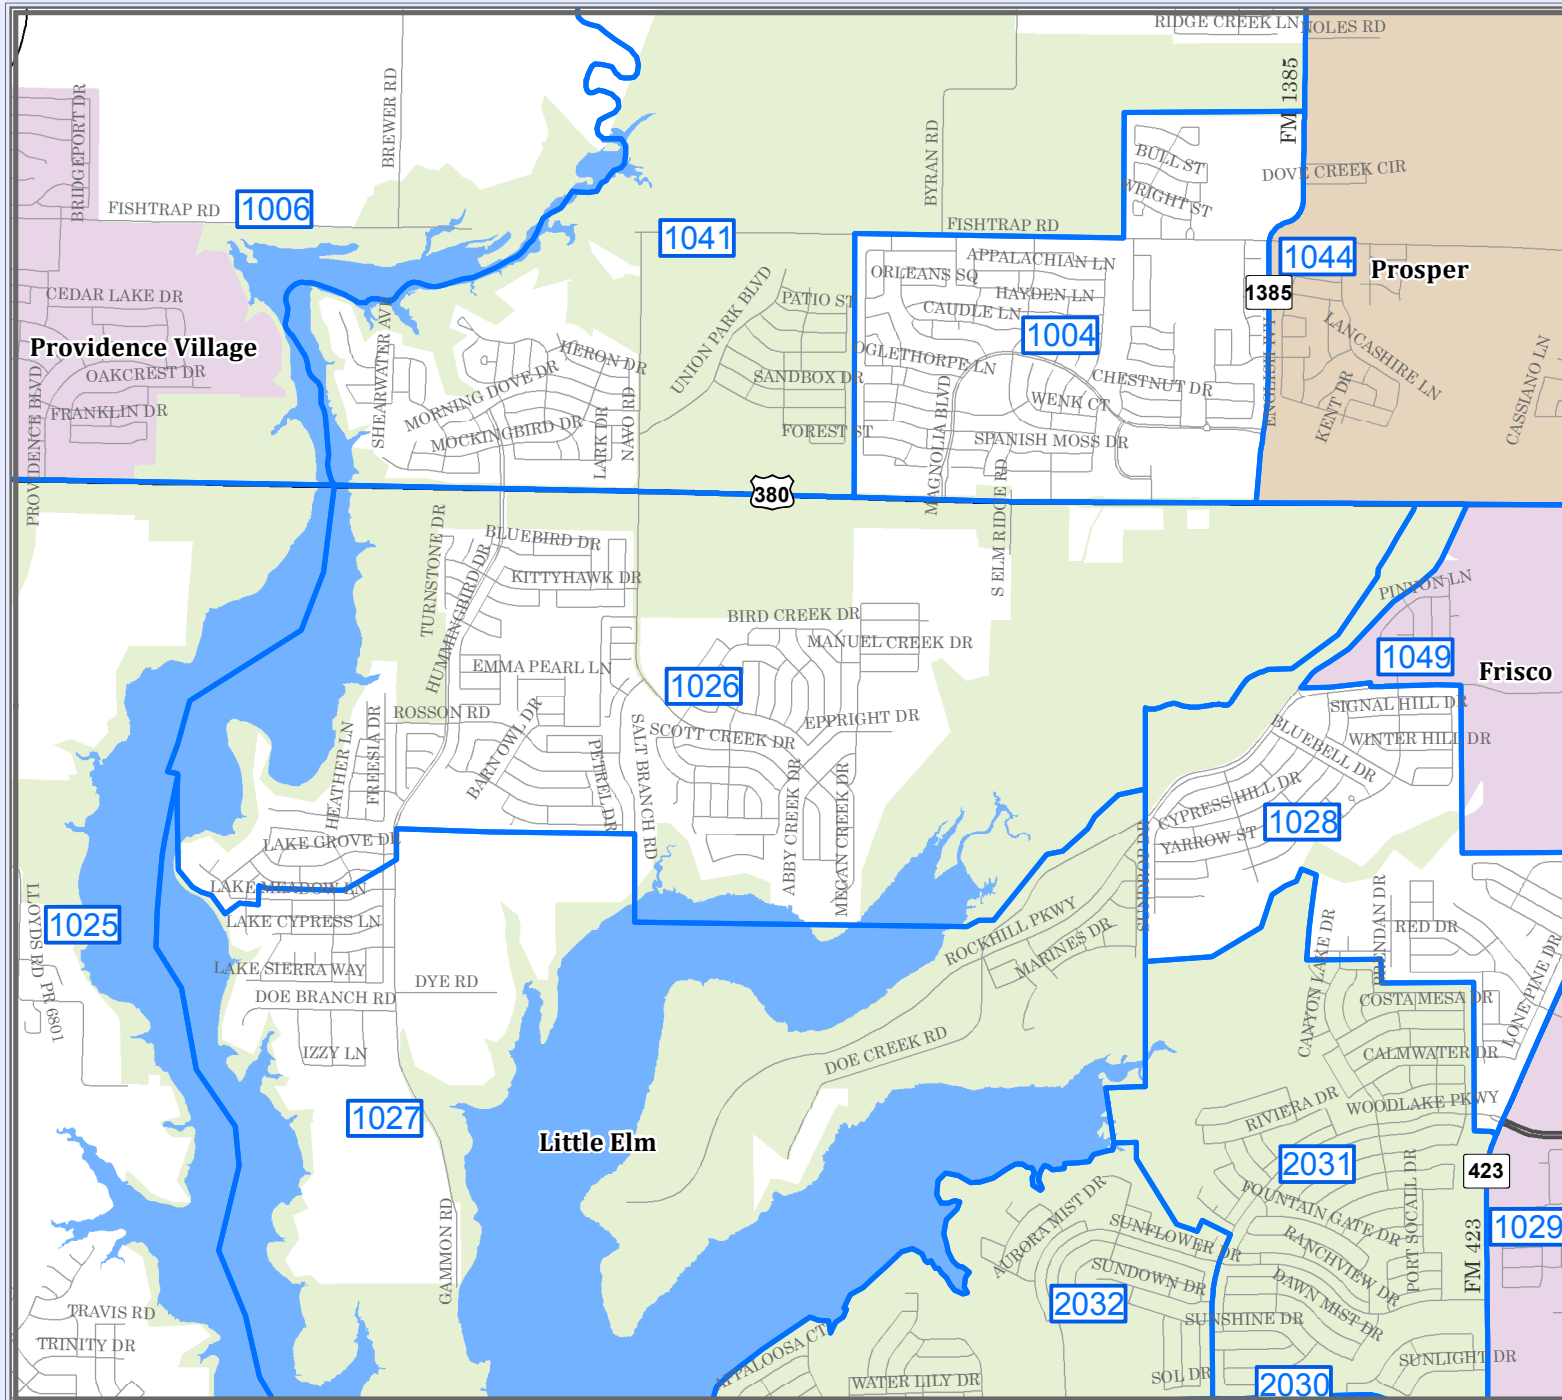 RIDGE CREEK LN
NOLES RD
BREWER RD
FM 1385
BRIDGEPORT DR
BYRAN RD
BULL ST
DOVE CREEK CIR
WRIGHT ST
FISHTRAP RD
1006
1041
FISHTRAP RD
1044
Prosper
APPALACHIAN LN
ORLEANS SQ
HAYDEN LN
1385
CEDAR LAKE DR
PATIO ST
CAUDLE LN
1004
SHEARWATER AVE
UNION PARK BLVD
LANCASHIRE LN
Providence Village
HERON DR
OGLETHORPE LN
ENGLISH IVY
OAKCREST DR
MORNING DOVE DR
SANDBOX DR
CHESTNUT DR
KENT DR
CASSIANO LN
FRANKLIN DR
MOCKINGBIRD DR
LARK DR
NAVO RD
FOREST ST
MAGNOLIA BLVD
WENK CT
SPANISH MOSS DR
PROVIDENCE BLVD
380
S ELM RIDGE RD
TURNSTONE DR
BLUEBIRD DR
KITTYHAWK DR
HUMMINGBIRD DR
PINYON LN
BIRD CREEK DR
MANUEL CREEK DR
1049
Frisco
EMMA PEARL LN
1026
ROSSON RD
BARN OWL DR
SCOTT CREEK DR
EPPRIGHT DR
SIGNAL HILL DR
WINTER HILL DR
BLUEBELL DR
HEATHER LN
FREESIA DR
PETREL DR
SALT BRANCH RD
ABBY CREEK DR
MEGAN CREEK DR
CYPRESS HILL DR
1028
YARROW ST
LAKE GROVE DR
SUNDROP DR
LAKE MEADOW LN
LLOYDS RD
1025
LAKE CYPRESS LN
ROCKHILL PKWY
MARINES DR
CANYON LAKE DR
BRENDAN DR
RED DR
LAKE SIERRA WAY
DYE RD
LONE PINE DR
PR 6801
DOE BRANCH RD
COSTA MESA DR
IZZY LN
DOE CREEK RD
CALMWATER DR
1027
RIVIERA DR
WOODLAKE PKWY
Little Elm
2031
423
GAMMON RD
AURORA MIST DR
FOUNTAIN GATE DR
PORT SOCALL DR
SUNFLOWER DR
RANCHVIEW DR
FM 423
1029
SUNDOWN DR
DAWN MIST DR
2032
TRAVIS RD
SUNSHINE DR
TRINITY DR
APPALOOSA CT
SUNLIGHT DR
WATER LILY DR
SOL DR
2030